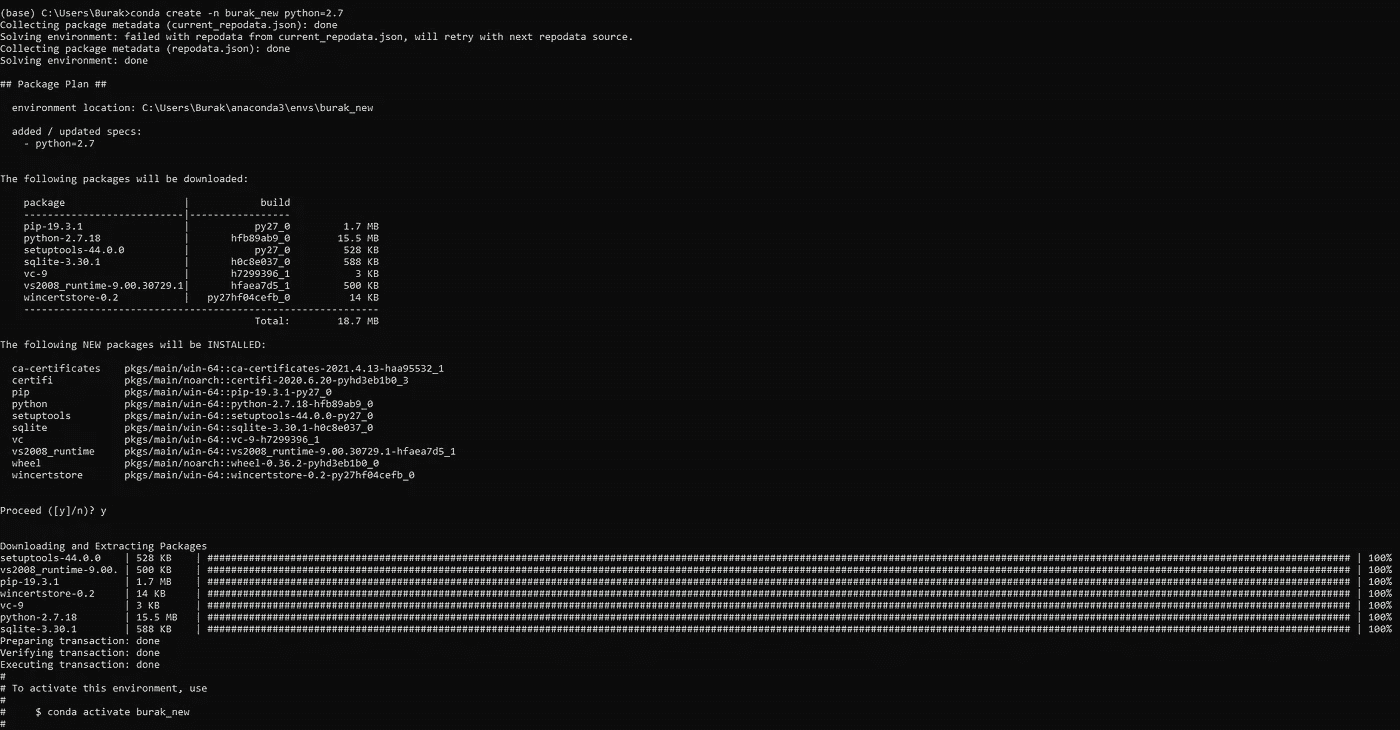 (base) C:\Users\Burak>conda create -n burak_new python=2.7
Collecting package metadata (current_repodata.json): done
Solving environment: failed with repodata from current_repodata.json, will retry with next repodata source.
Collecting package metadata (repodata.json): done
Solving environment: done

## Package Plan ##

  environment location: C:\Users\Burak\anaconda3\envs\burak_new

  added / updated specs:
    - python=2.7


The following packages will be downloaded:

    package                    |            build
    ---------------------------|-----------------
    pip-19.3.1                 |           py27_0         1.7 MB
    python-2.7.18              |       hfb89ab9_0        15.5 MB
    setuptools-44.0.0          |           py27_0         528 KB
    sqlite-3.30.1              |       h0c8e037_0         588 KB
    vc-9                       |       h7299396_1           3 KB
    vs2008_runtime-9.00.30729.1|       hfaea7d5_1         500 KB
    wincertstore-0.2           |   py27hf04cefb_0          14 KB
    ------------------------------------------------------------
                                           Total:        18.7 MB

The following NEW packages will be INSTALLED:

  ca-certificates    pkgs/main/win-64::ca-certificates-2021.4.13-haa95532_1
  certifi            pkgs/main/noarch::certifi-2020.6.20-pyhd3eb1b0_3
  pip                pkgs/main/win-64::pip-19.3.1-py27_0
  python             pkgs/main/win-64::python-2.7.18-hfb89ab9_0
  setuptools         pkgs/main/win-64::setuptools-44.0.0-py27_0
  sqlite             pkgs/main/win-64::sqlite-3.30.1-h0c8e037_0
  vc                 pkgs/main/win-64::vc-9-h7299396_1
  vs2008_runtime     pkgs/main/win-64::vs2008_runtime-9.00.30729.1-hfaea7d5_1
  wheel              pkgs/main/noarch::wheel-0.36.2-pyhd3eb1b0_0
  wincertstore       pkgs/main/win-64::wincertstore-0.2-py27hf04cefb_0


Proceed ([y]/n)? y


Downloading and Extracting Packages
setuptools-44.0.0    | 528 KB    | ############################################################ | 100%
vs2008_runtime-9.00. | 500 KB    | ############################################################ | 100%
pip-19.3.1           | 1.7 MB    | ############################################################ | 100%
wincertstore-0.2     | 14 KB     | ############################################################ | 100%
vc-9                 | 3 KB      | ############################################################ | 100%
python-2.7.18        | 15.5 MB   | ############################################################ | 100%
sqlite-3.30.1        | 588 KB    | ############################################################ | 100%
Preparing transaction: done
Verifying transaction: done
Executing transaction: done
#
# To activate this environment, use
#
#     $ conda activate burak_new
#